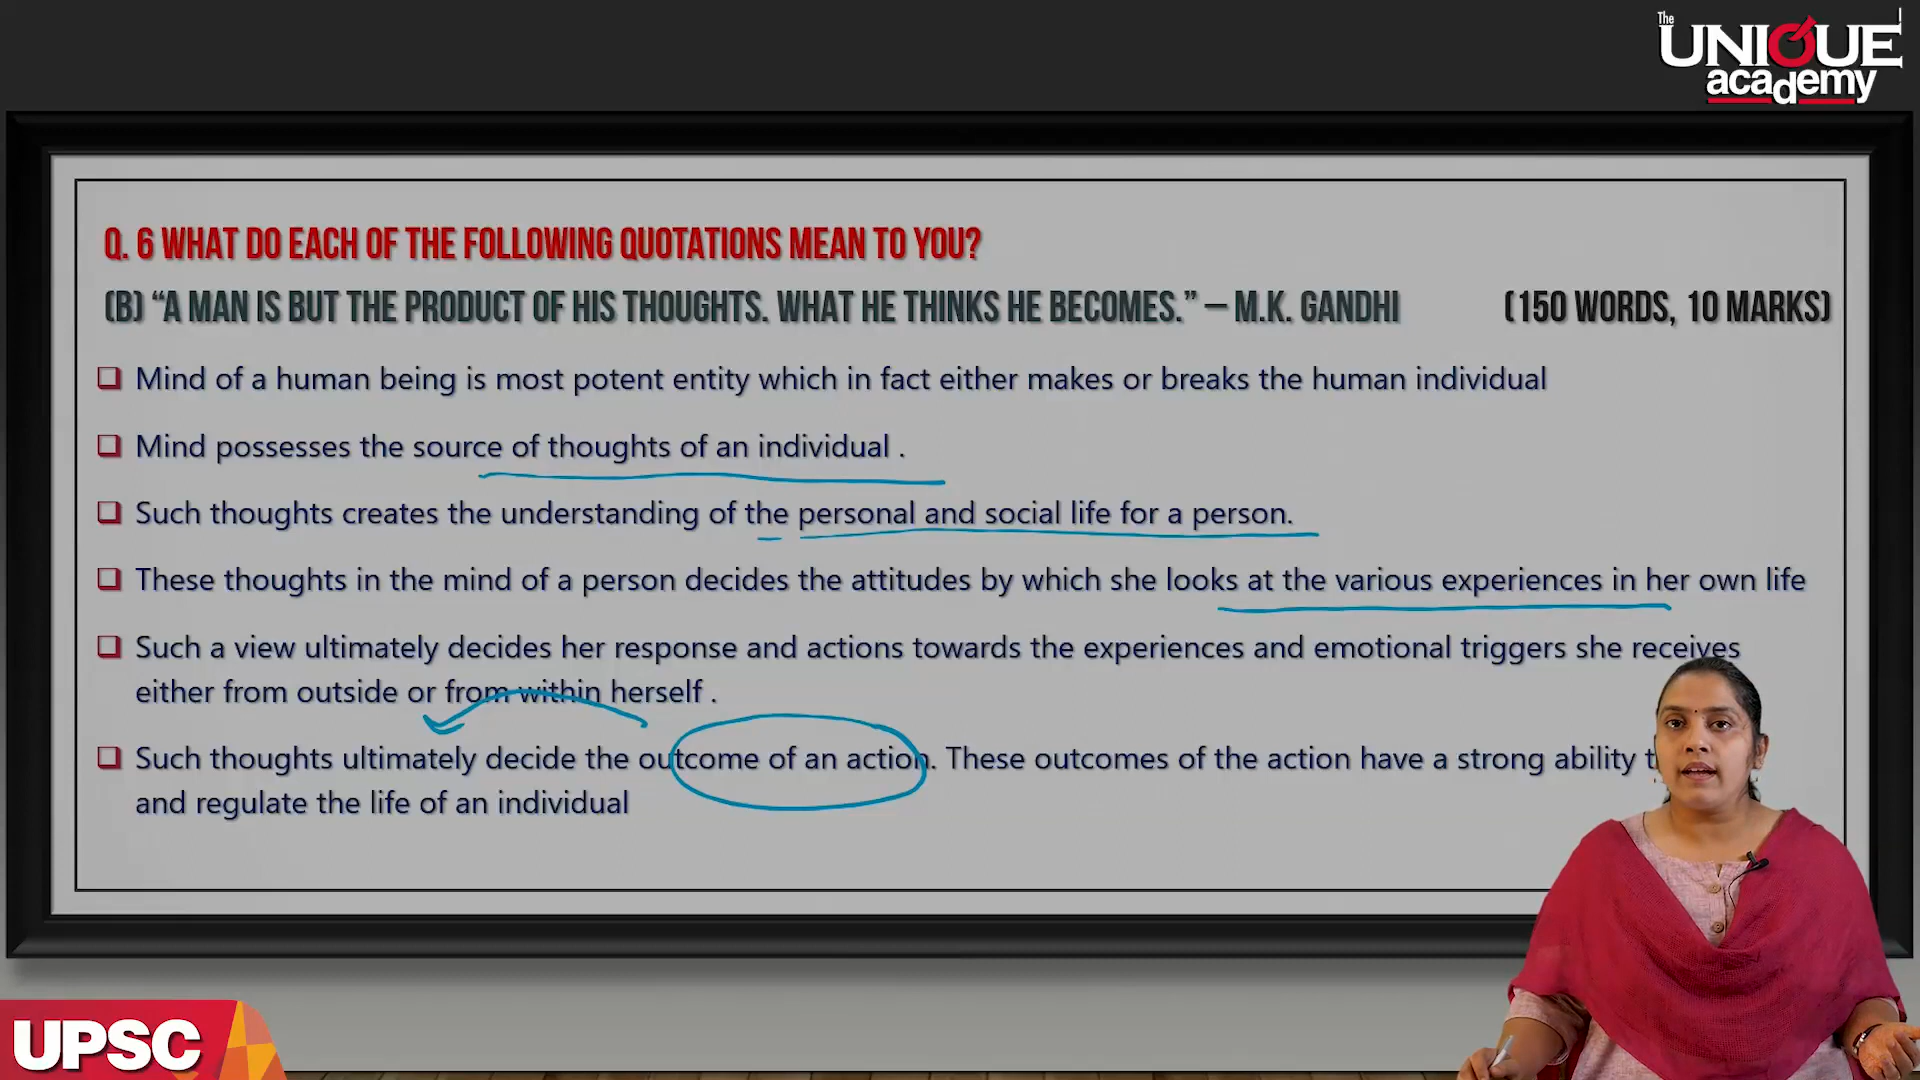 The
UNIQUE
academy
Q. 6 WHAT DO EACH OF THE FOLLOWING QUOTATIONS MEAN TO YOU?
(B) “A MAN IS BUT THE PRODUCT OF HIS THOUGHTS. WHAT HE THINKS HE BECOMES.” – M.K. GANDHI (150 WORDS, 10 MARKS)
Mind of a human being is most potent entity which in fact either makes or breaks the human individual
Mind possesses the source of thoughts of an individual .
Such thoughts creates the understanding of the personal and social life for a person.
These thoughts in the mind of a person decides the attitudes by which she looks at the various experiences in her own life
Such a view ultimately decides her response and actions towards the experiences and emotional triggers she receives
either from outside or from within herself .
Such thoughts ultimately decide the outcome of an action. These outcomes of the action have a strong ability
and regulate the life of an individual
UPSC